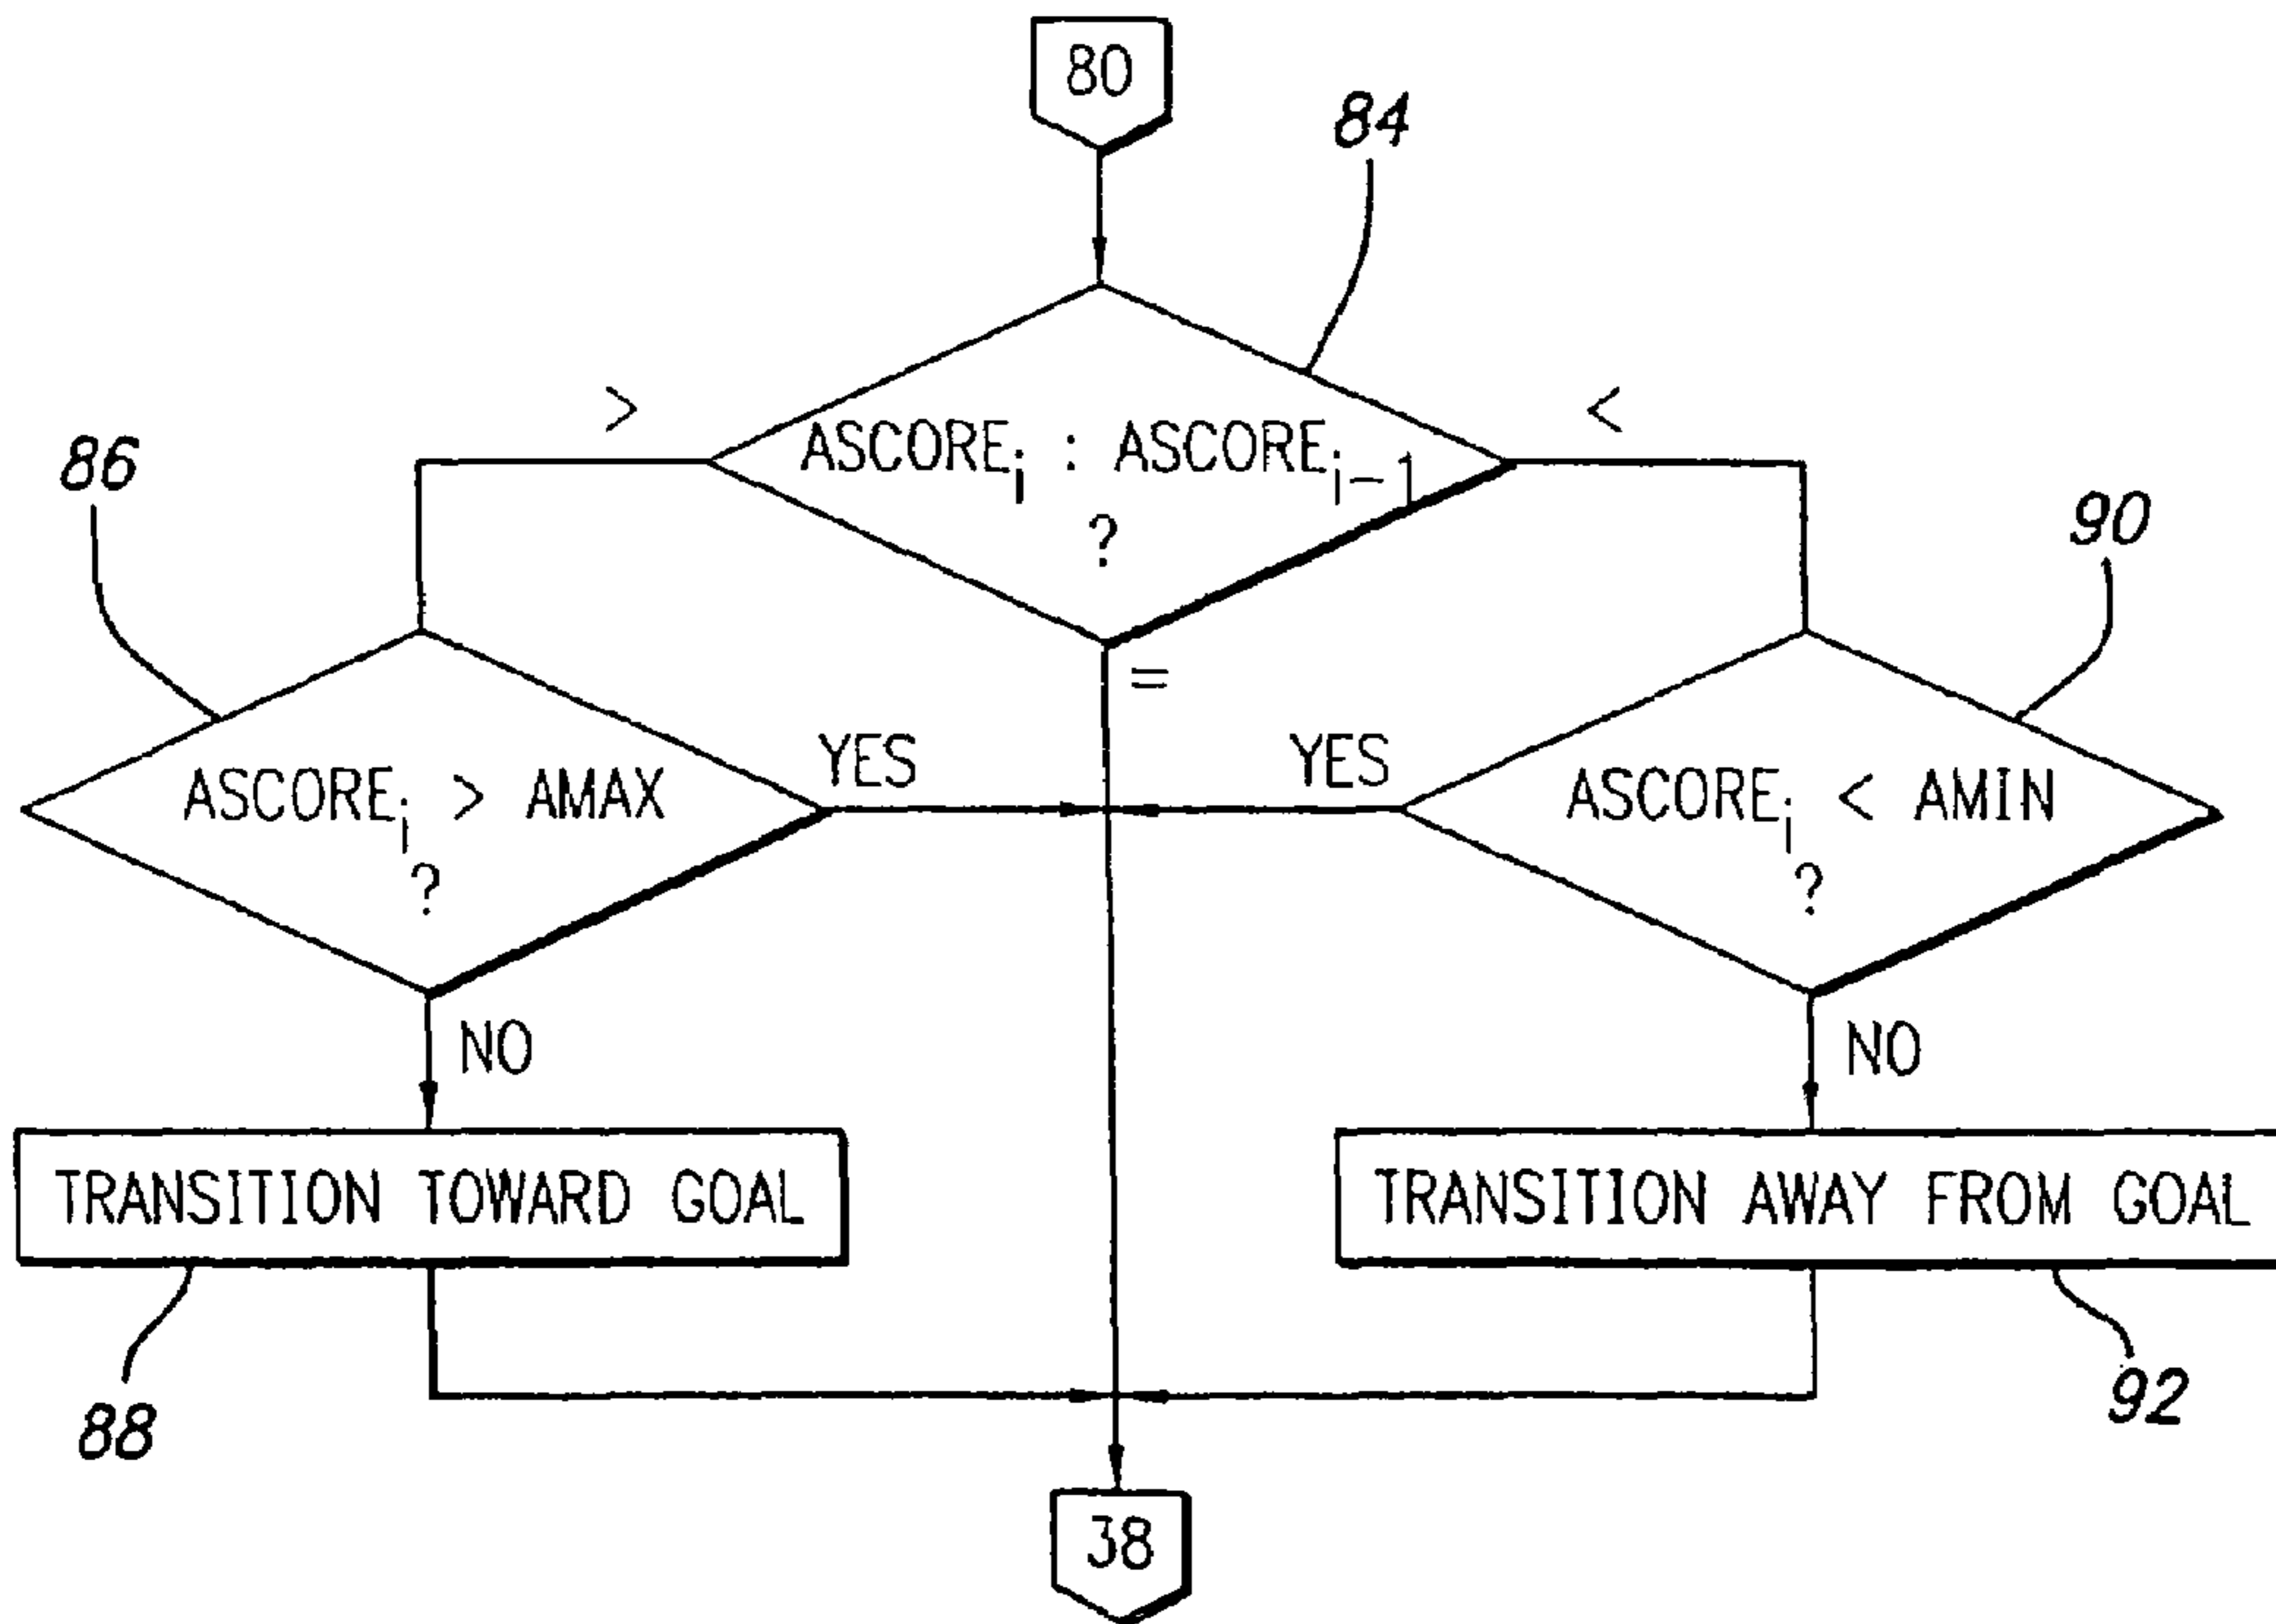 80
84
>
<
ASCOREi : ASCOREi-1
?
86
90
=
YES
YES
ASCOREi > AMAX
?
ASCOREi < AMIN
?
NO
NO
TRANSITION TOWARD GOAL
TRANSITION AWAY FROM GOAL
88
92
38